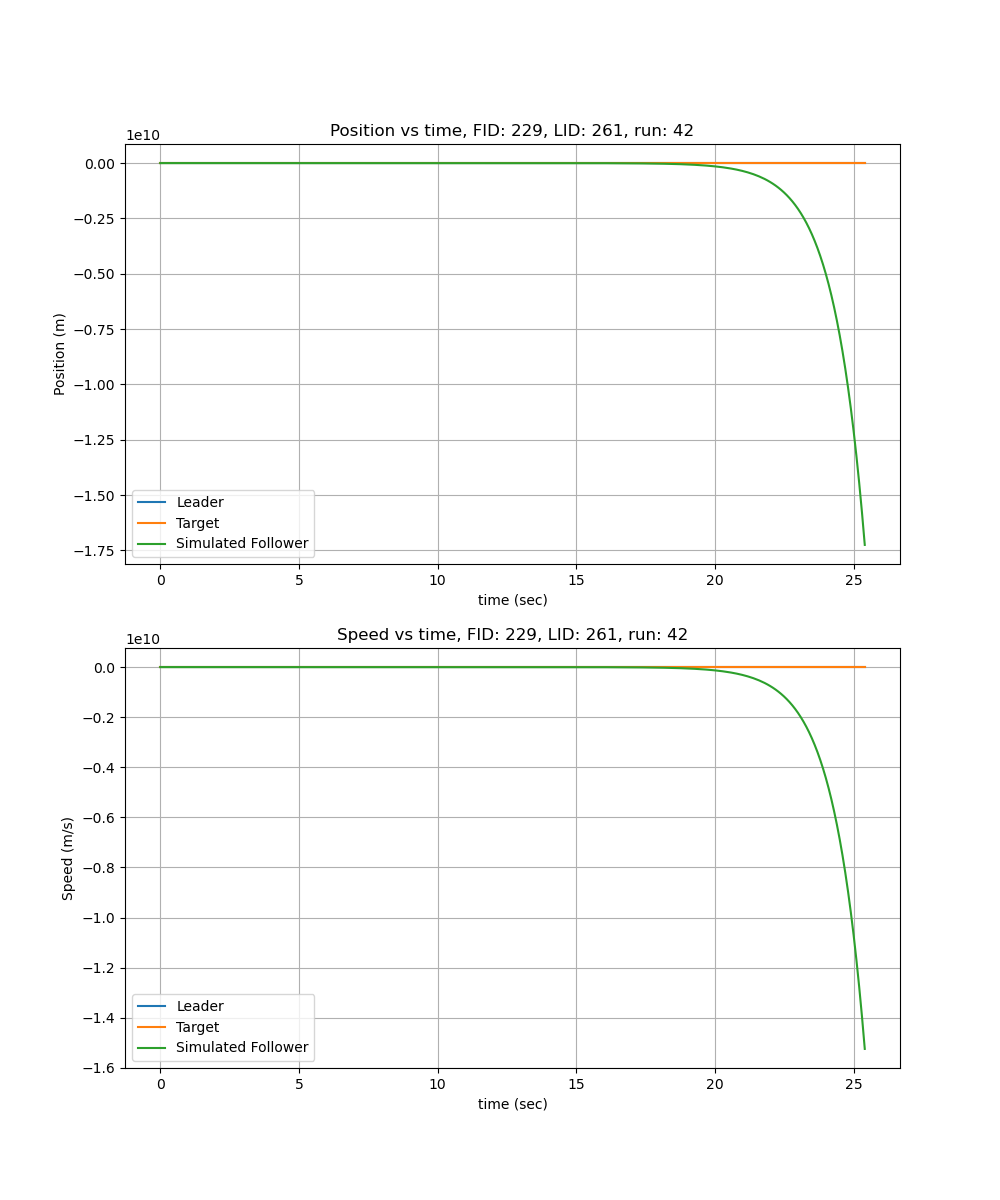 Position vs time, FID: 229, LID: 261, run: 42
1e10
0.00
−0.25
−0.50
−0.75
−1.00
−1.25
−1.50
−1.75
Position (m)
Leader
Target
Simulated Follower
0 5 10 15 20 25
time (sec)
Speed vs time, FID: 229, LID: 261, run: 42
1e10
0.0
−0.2
−0.4
−0.6
−0.8
−1.0
−1.2
−1.4
−1.6
Speed (m/s)
Leader
Target
Simulated Follower
0 5 10 15 20 25
time (sec)